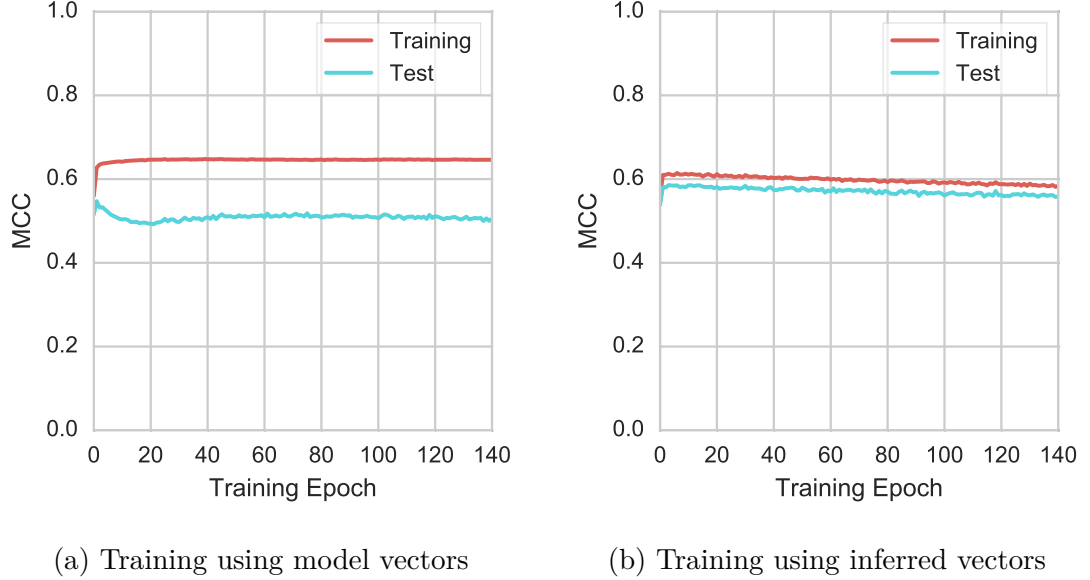 1.0
Training
Test
0.8
0.6
0.4
0.2
0.0
MCC
0 20 40 60 80 100 120 140
Training Epoch
(a) Training using model vectors
1.0
Training
Test
0.8
0.6
0.4
0.2
0.0
MCC
0 20 40 60 80 100 120 140
Training Epoch
(b) Training using inferred vectors